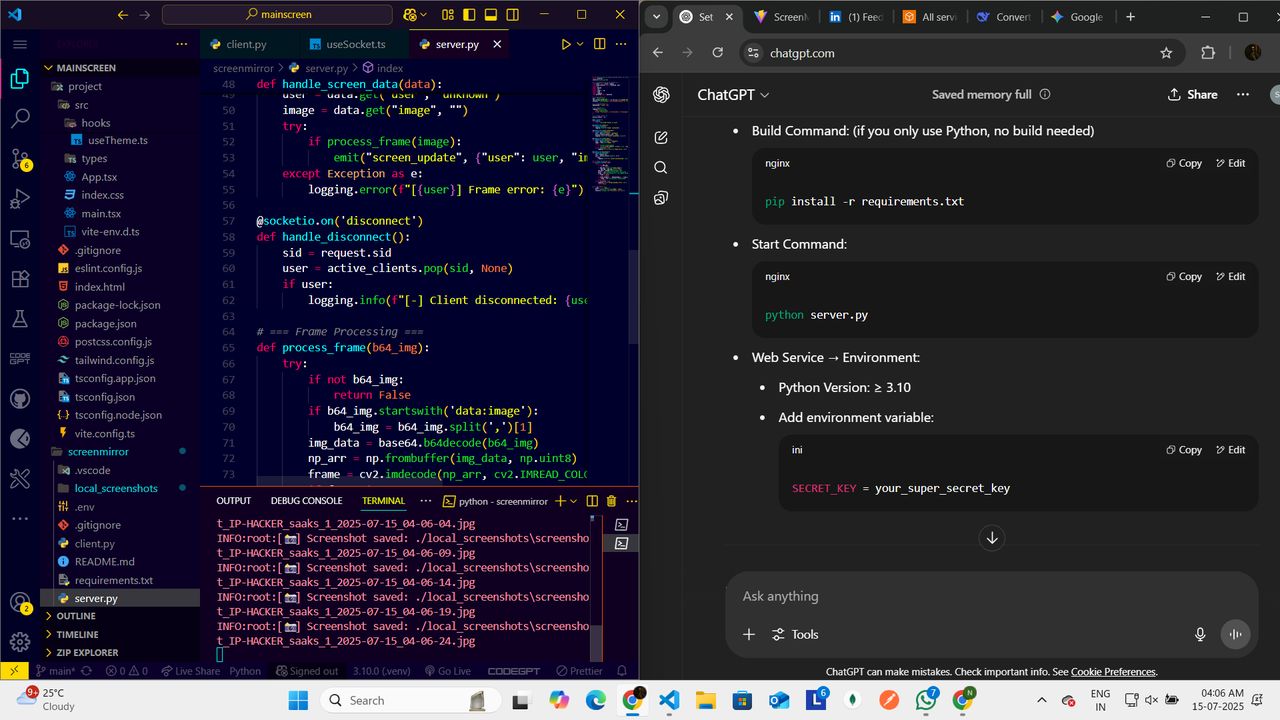 mainscreen
EXPLORER
MAINSCREEN
project
src
hooks
useTheme.ts
types
App.tsx
index.css
main.tsx
vite-env.d.ts
.gitignore
eslint.config.js
index.html
package-lock.json
package.json
postcss.config.js
tailwind.config.js
tsconfig.app.json
tsconfig.json
tsconfig.node.json
vite.config.ts
screenmirror
.vscode
local_screenshots
.env
.gitignore
client.py
README.md
requirements.txt
server.py
OUTLINE
TIMELINE
ZIP EXPLORER
6
CODE
GPT
2
client.py
useSocket.ts
server.py
screenmirror > server.py > index
48 def handle_screen_data(data):
49 user = data.get("user", "unknown")
50 image = data.get("image", "")
51 try:
52 if process_frame(image):
53 emit("screen_update", {"user": user, "im
54 except Exception as e:
55 logging.error(f"[{user}] Frame error: {e}")
56
57 @socketio.on('disconnect')
58 def handle_disconnect():
59 sid = request.sid
60 user = active_clients.pop(sid, None)
61 if user:
62 logging.info(f"[-] Client disconnected: {use
63
64 # === Frame Processing ===
65 def process_frame(b64_img):
66 try:
67 if not b64_img:
68 return False
69 if b64_img.startswith('data:image'):
70 b64_img = b64_img.split(',')[1]
71 img_data = base64.b64decode(b64_img)
72 np_arr = np.frombuffer(img_data, np.uint8)
73 frame = cv2.imdecode(np_arr, cv2.IMREAD_COLO
OUTPUT DEBUG CONSOLE TERMINAL ··· python - screenmirror
t_IP-HACKER_saaks_1_2025-07-15_04-06-04.jpg
INFO:root:[📷] Screenshot saved: ./local_screenshots\screensho
t_IP-HACKER_saaks_1_2025-07-15_04-06-09.jpg
INFO:root:[📷] Screenshot saved: ./local_screenshots\screensho
t_IP-HACKER_saaks_1_2025-07-15_04-06-14.jpg
INFO:root:[📷] Screenshot saved: ./local_screenshots\screensho
t_IP-HACKER_saaks_1_2025-07-15_04-06-19.jpg
INFO:root:[📷] Screenshot saved: ./local_screenshots\screensho
t_IP-HACKER_saaks_1_2025-07-15_04-06-24.jpg
main* 0 0 Live Share Python Signed out 3.10.0 (.venv) Go Live CODEGPT Prettier
Set ScreenM (1) Feed All servi Convert Google
chatgpt.com
ChatGPT Saved memory full Share
Build Command: (if you only use Python, no build needed)
Copy Edit
pip install -r requirements.txt
Start Command:
nginx Copy Edit
python server.py
Web Service → Environment:
Python Version: ≥ 3.10
Add environment variable:
ini Copy Edit
SECRET_KEY = your_super_secret_key
Ask anything
Tools
ChatGPT can make mistakes. Check important info. See Cookie Preferences.
9+ 25°C
Cloudy
Search
6
7
N
ENG
IN
04:06 AM
15-07-2025